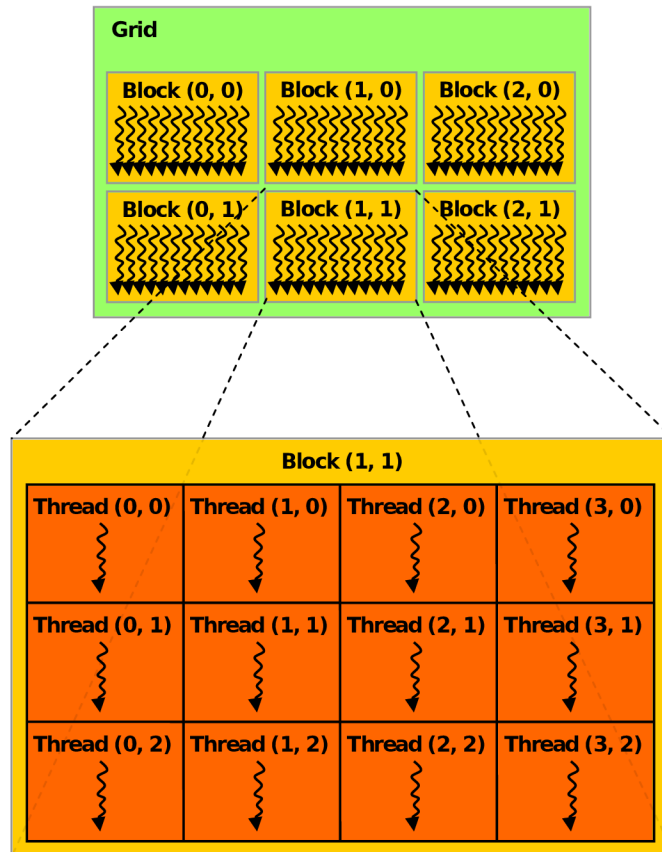 Grid
Block (0, 0) Block (1, 0) Block (2, 0)
Block (0, 1) Block (1, 1) Block (2, 1)
Block (1, 1)
Thread (0, 0) Thread (1, 0) Thread (2, 0) Thread (3, 0)
Thread (0, 1) Thread (1, 1) Thread (2, 1) Thread (3, 1)
Thread (0, 2) Thread (1, 2) Thread (2, 2) Thread (3, 2)